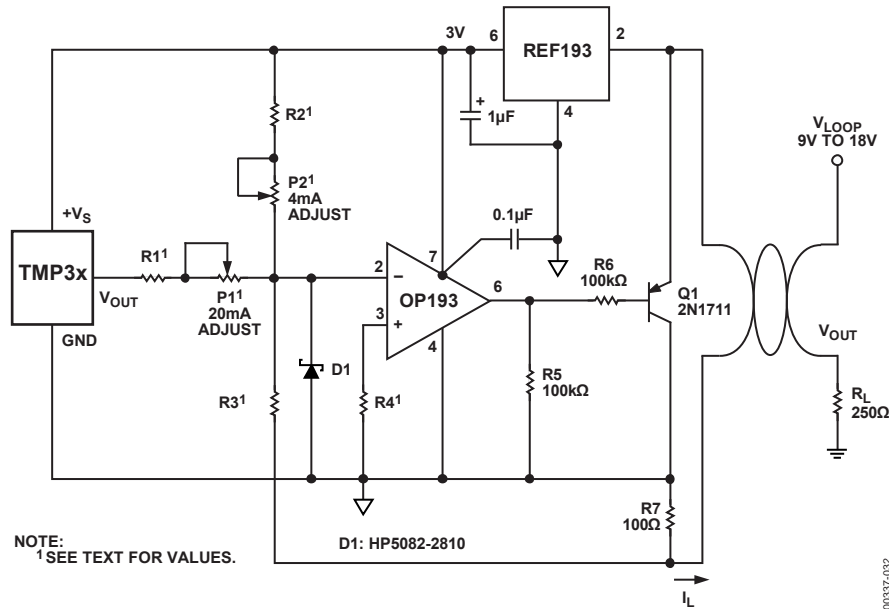 3V
6
REF193
2
4
1µF
+
R2¹
P2¹
4mA
ADJUST
V_LOOP
9V TO 18V
+V_S
TMP3x
V_OUT
GND
R1¹
P1¹
20mA
ADJUST
0.1µF
2
−
7
OP193
6
3
+
4
R6
100kΩ
Q1
2N1711
V_OUT
R_L
250Ω
D1
R3¹
R4¹
R5
100kΩ
R7
100Ω
NOTE:
¹SEE TEXT FOR VALUES.
D1: HP5082-2810
I_L
00337-032